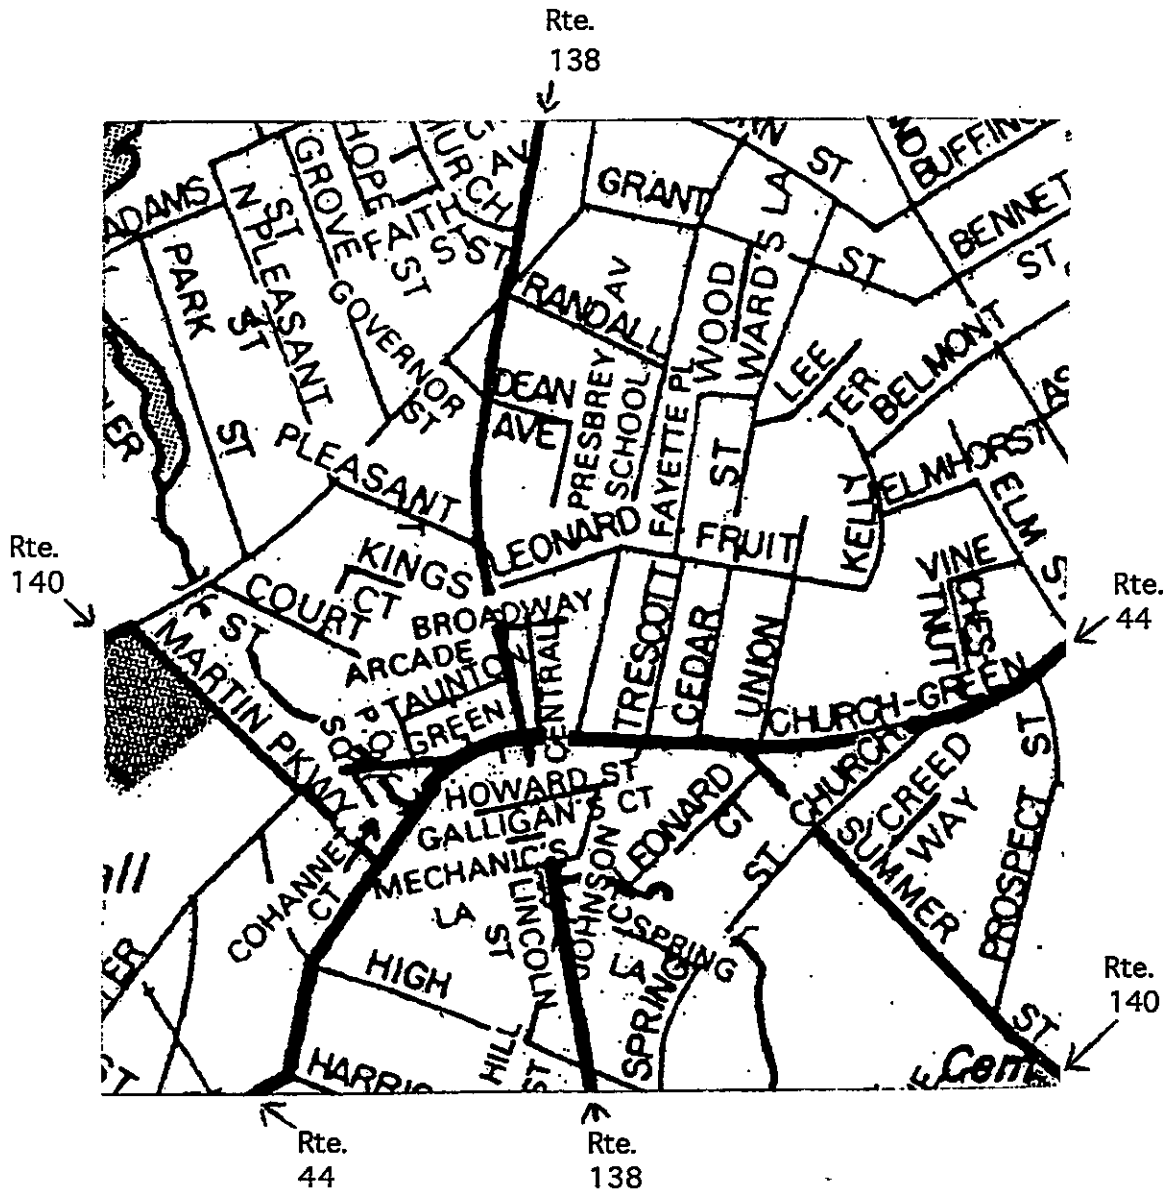 Rte.
138
GRANT
ST
BUFFING
AV
HOPE
GROVE
ADAMS
ST
N PLEASANT
ST
FAITH
ST
ST
ST
WARD'S LA
ST
BENNET
ST
PARK
ST
GOVERNOR
ST
RANDALL
AV
WOOD
ST
LEE
TER
BELMONT
DEAN
AVE
PRESBREY
SCHOOL
FAYETTE PL
PLEASANT
ST
ELMHORST
ELM ST
KELLY
LEONARD
FRUIT
VINE
CHESTNUT
Rte.
140
KINGS
CT
COURT
ST
BROADWAY
ARCADE
TAUNTON
GREEN
CENTRAL
TRESCOTT
CEDAR
UNION
CHURCH-GREEN
Rte.
44
MARTIN PKWY
HOWARD ST
GALLIGAN'S CT
MECHANIC'S
LA
LEONARD
CT
CHURCH
ST
CREED
WAY
SUMMER
ST
PROSPECT ST
COHANNET
CT
LINCOLN
ST
JOHNSON
SPRING
LA
SPRING
HIGH
HILL
ST
HARRIS
Cem
Rte.
140
Rte.
44
Rte.
138